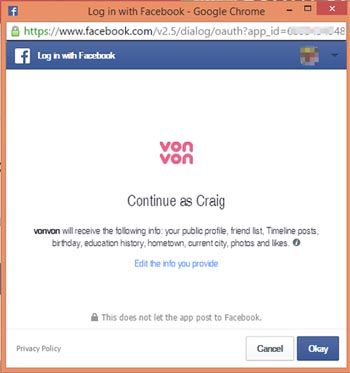 Log in with Facebook - Google Chrome
https://www.facebook.com/v2.5/dialog/oauth?app_id=
Log in with Facebook
von
von
Continue as Craig
vonvon will receive the following info: your public profile, friend list, Timeline posts,
birthday, education history, hometown, current city, photos and likes.
Edit the info you provide
This does not let the app post to Facebook.
Privacy Policy
Cancel
Okay